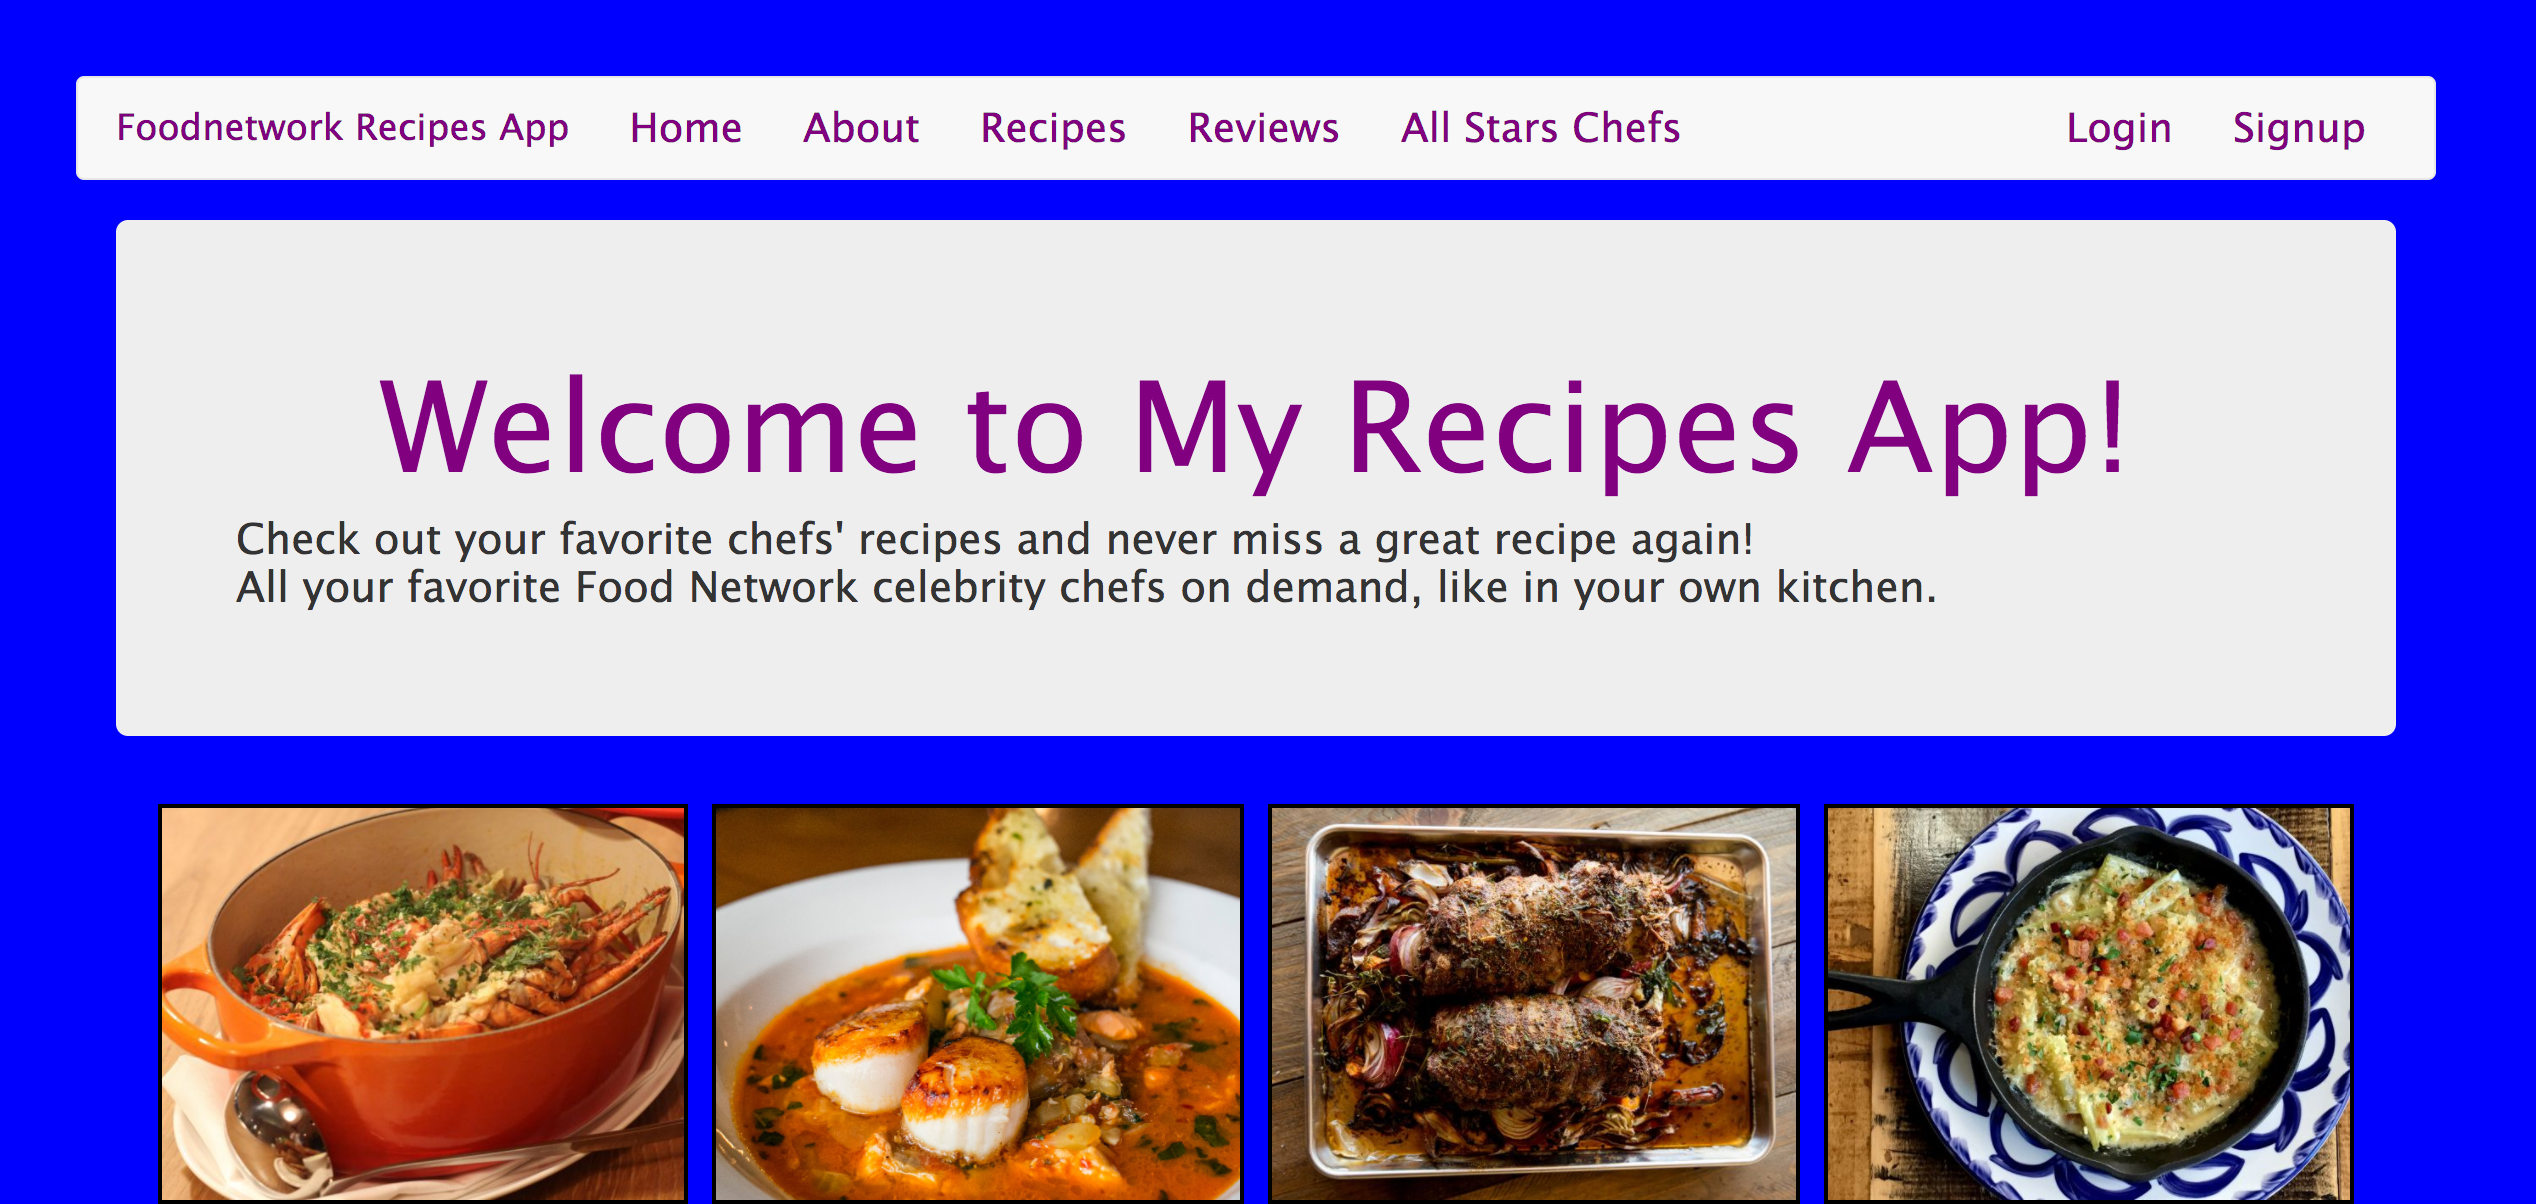 Foodnetwork Recipes App Home About Recipes Reviews All Stars Chefs Login Signup
Welcome to My Recipes App!
Check out your favorite chefs' recipes and never miss a great recipe again!
All your favorite Food Network celebrity chefs on demand, like in your own kitchen.